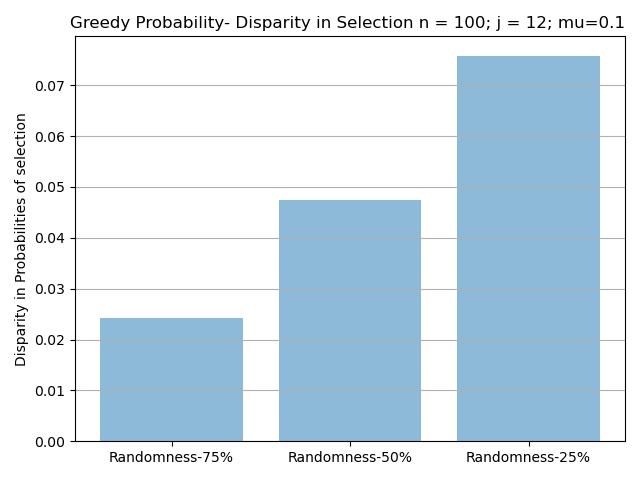 Greedy Probability- Disparity in Selection n = 100; j = 12; mu=0.1
Disparity in Probabilities of selection
0.07
0.06
0.05
0.04
0.03
0.02
0.01
0.00
Randomness-75%
Randomness-50%
Randomness-25%